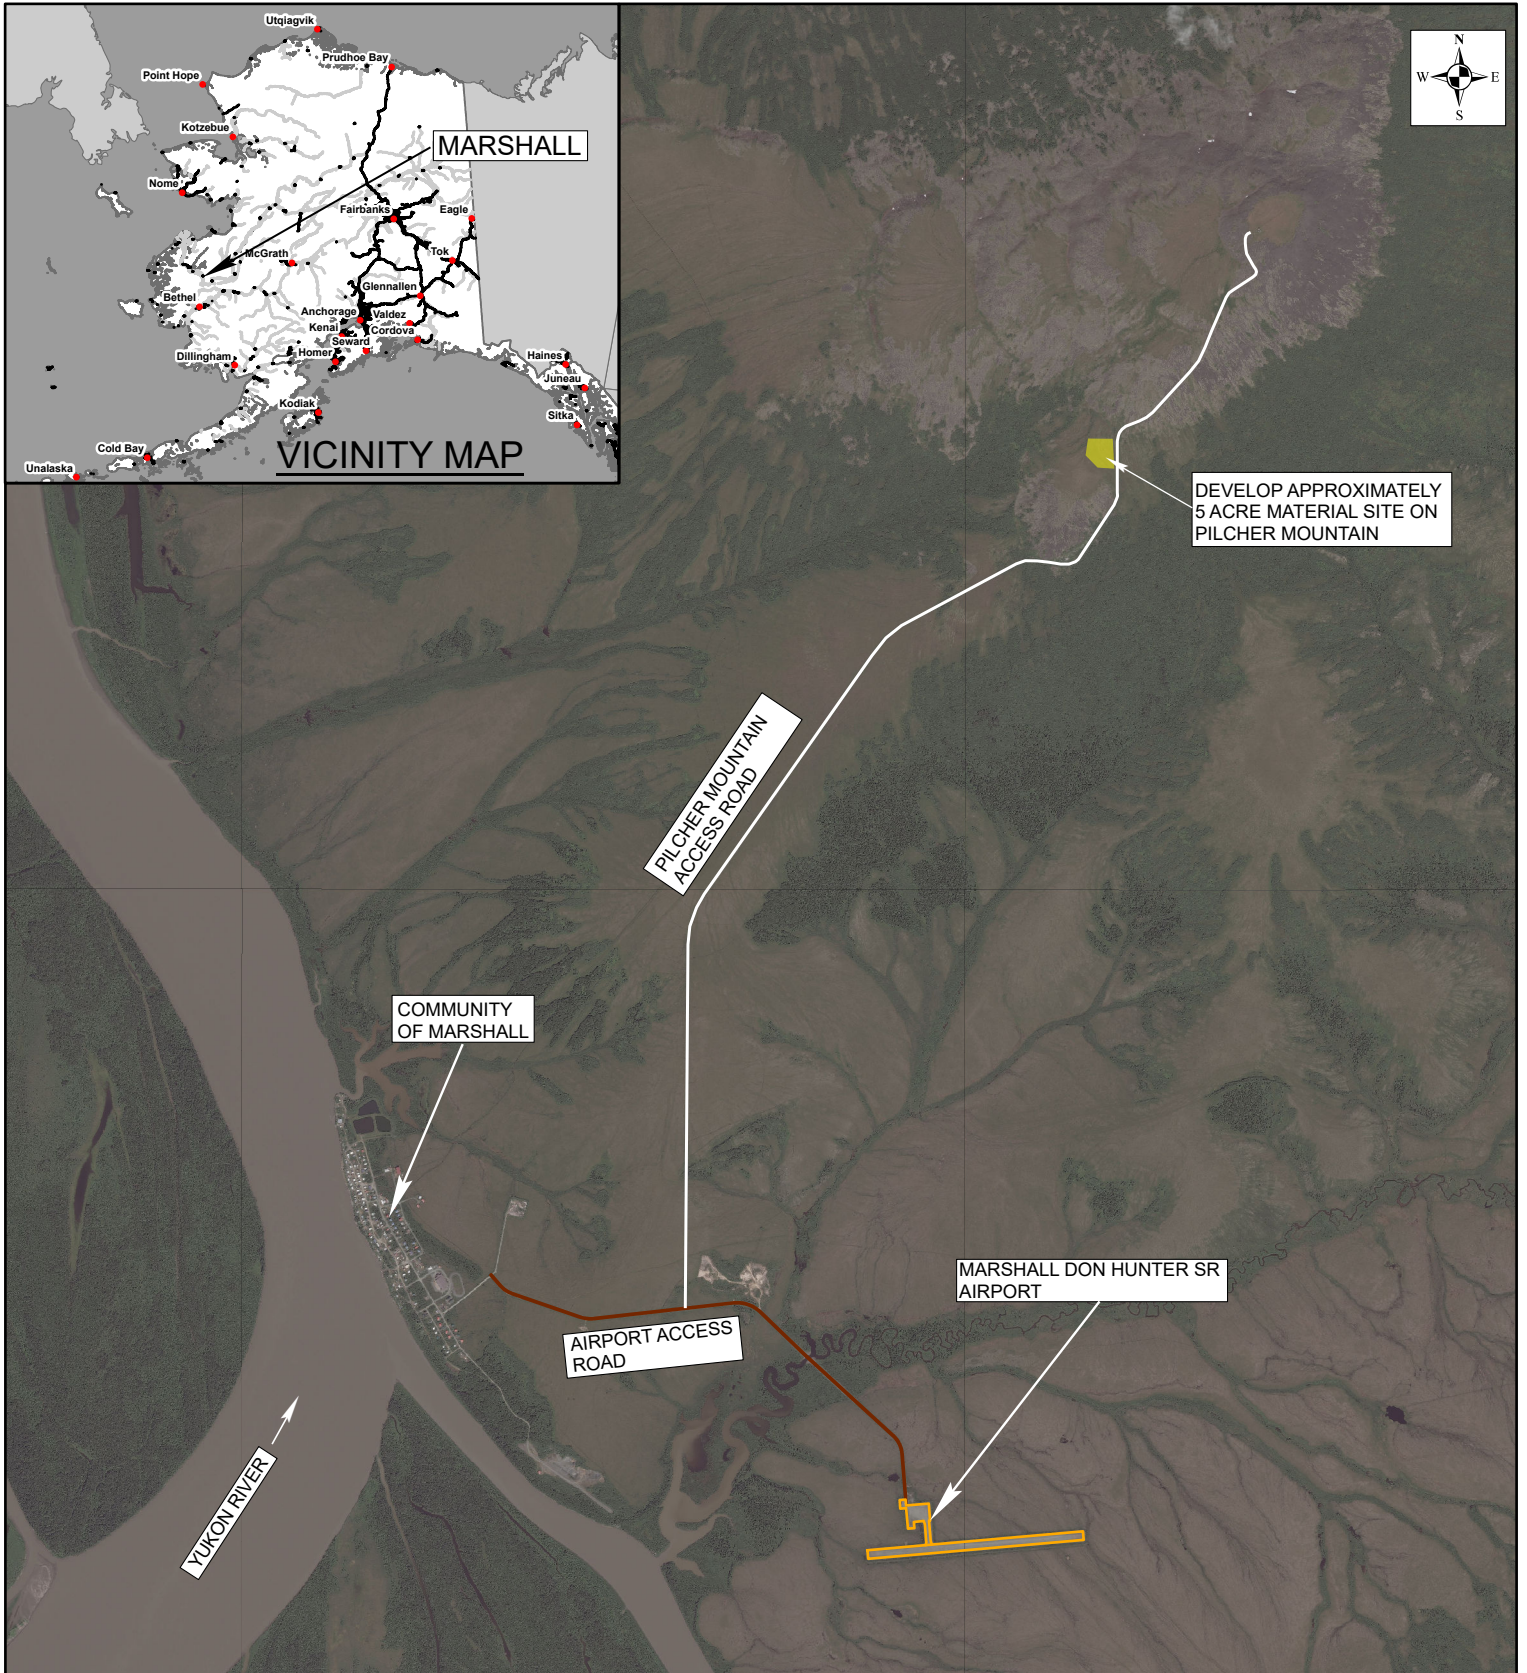 Utqiagvik
Prudhoe Bay
Point Hope
Kotzebue
MARSHALL
Nome
Fairbanks
Eagle
McGrath
Tok
Glennallen
Bethel
Anchorage
Valdez
Kenai
Cordova
Seward
Homer
Dillingham
Haines
Juneau
Kodiak
Sitka
Cold Bay
Unalaska
VICINITY MAP
N
W
E
S
DEVELOP APPROXIMATELY
5 ACRE MATERIAL SITE ON
PILCHER MOUNTAIN
PILCHER MOUNTAIN
ACCESS ROAD
COMMUNITY
OF MARSHALL
MARSHALL DON HUNTER SR
AIRPORT
AIRPORT ACCESS
ROAD
YUKON RIVER